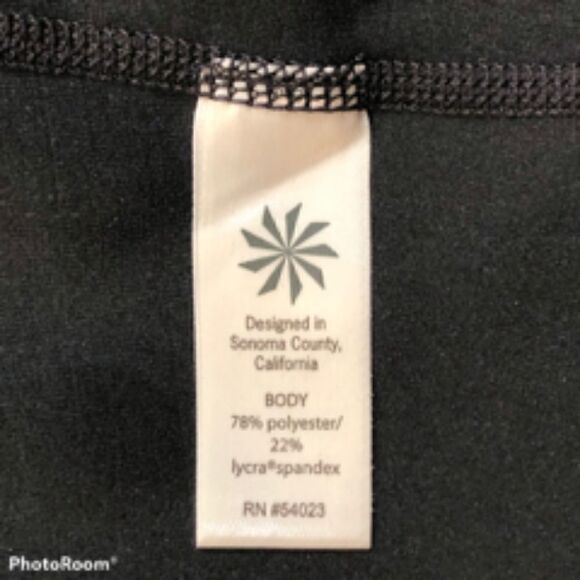 Designed in
Sonoma County,
California
BODY
78% polyester/
22%
lycra®spandex
RN #54023
PhotoRoom®